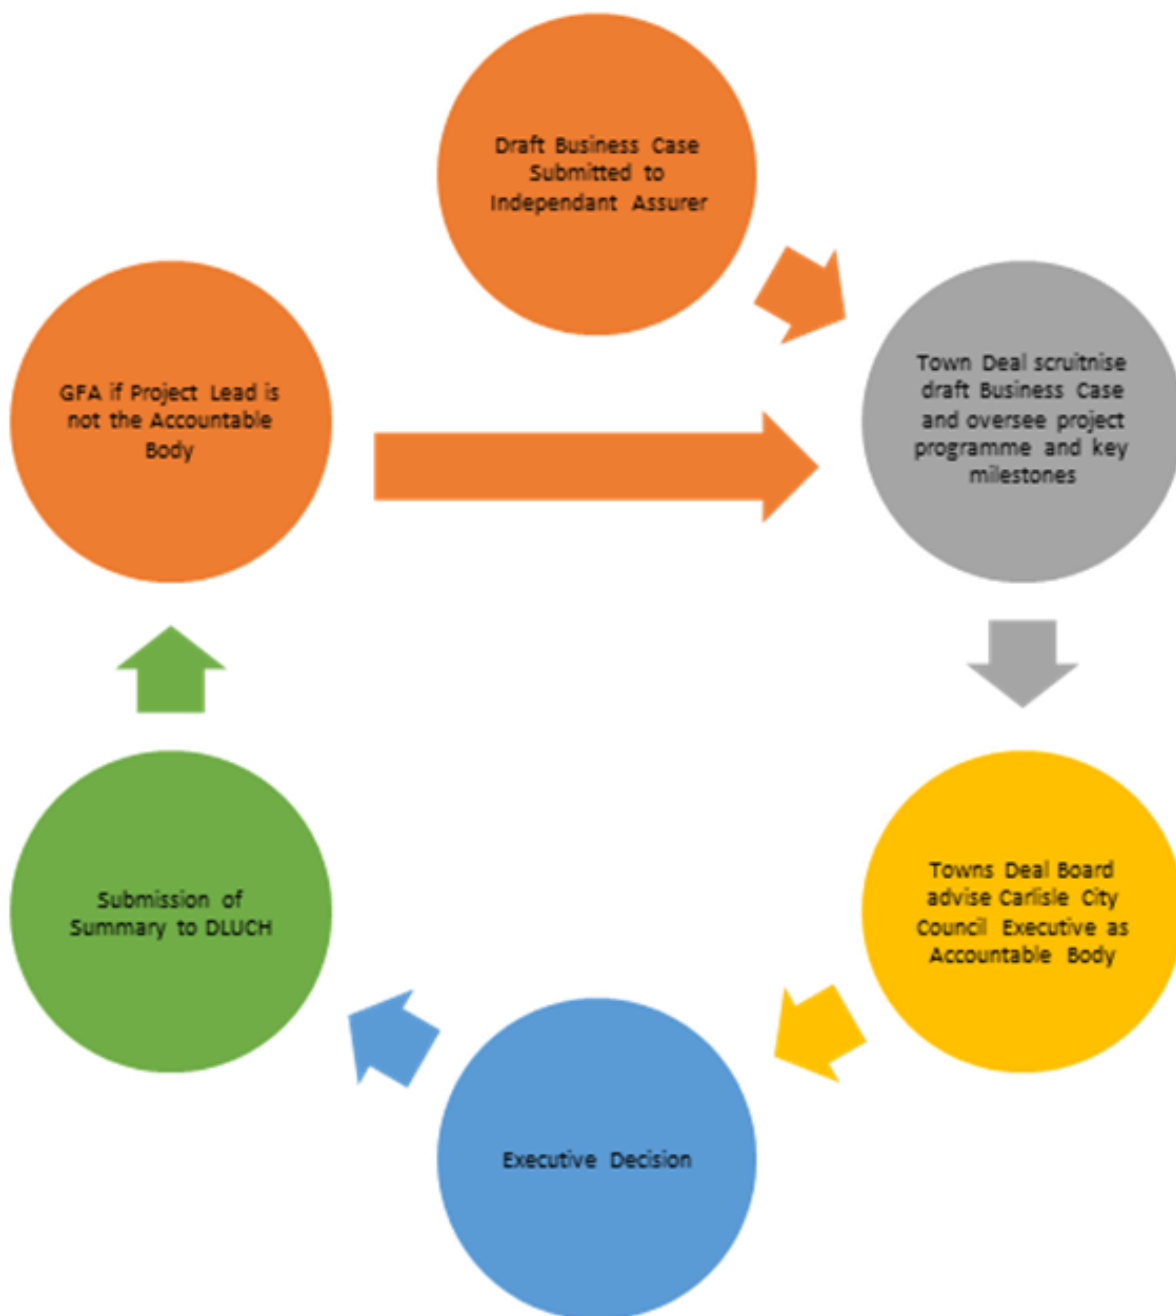 Draft Business Case
Submitted to
Independant Assurer
Town Deal scruitnise
draft Business Case
and oversee project
programme and key
milestones
Towns Deal Board
advise Carlisle City
Council Executive as
Accountable Body
Executive Decision
Submission of
Summary to DLUCH
GFA if Project Lead is
not the Accountable
Body